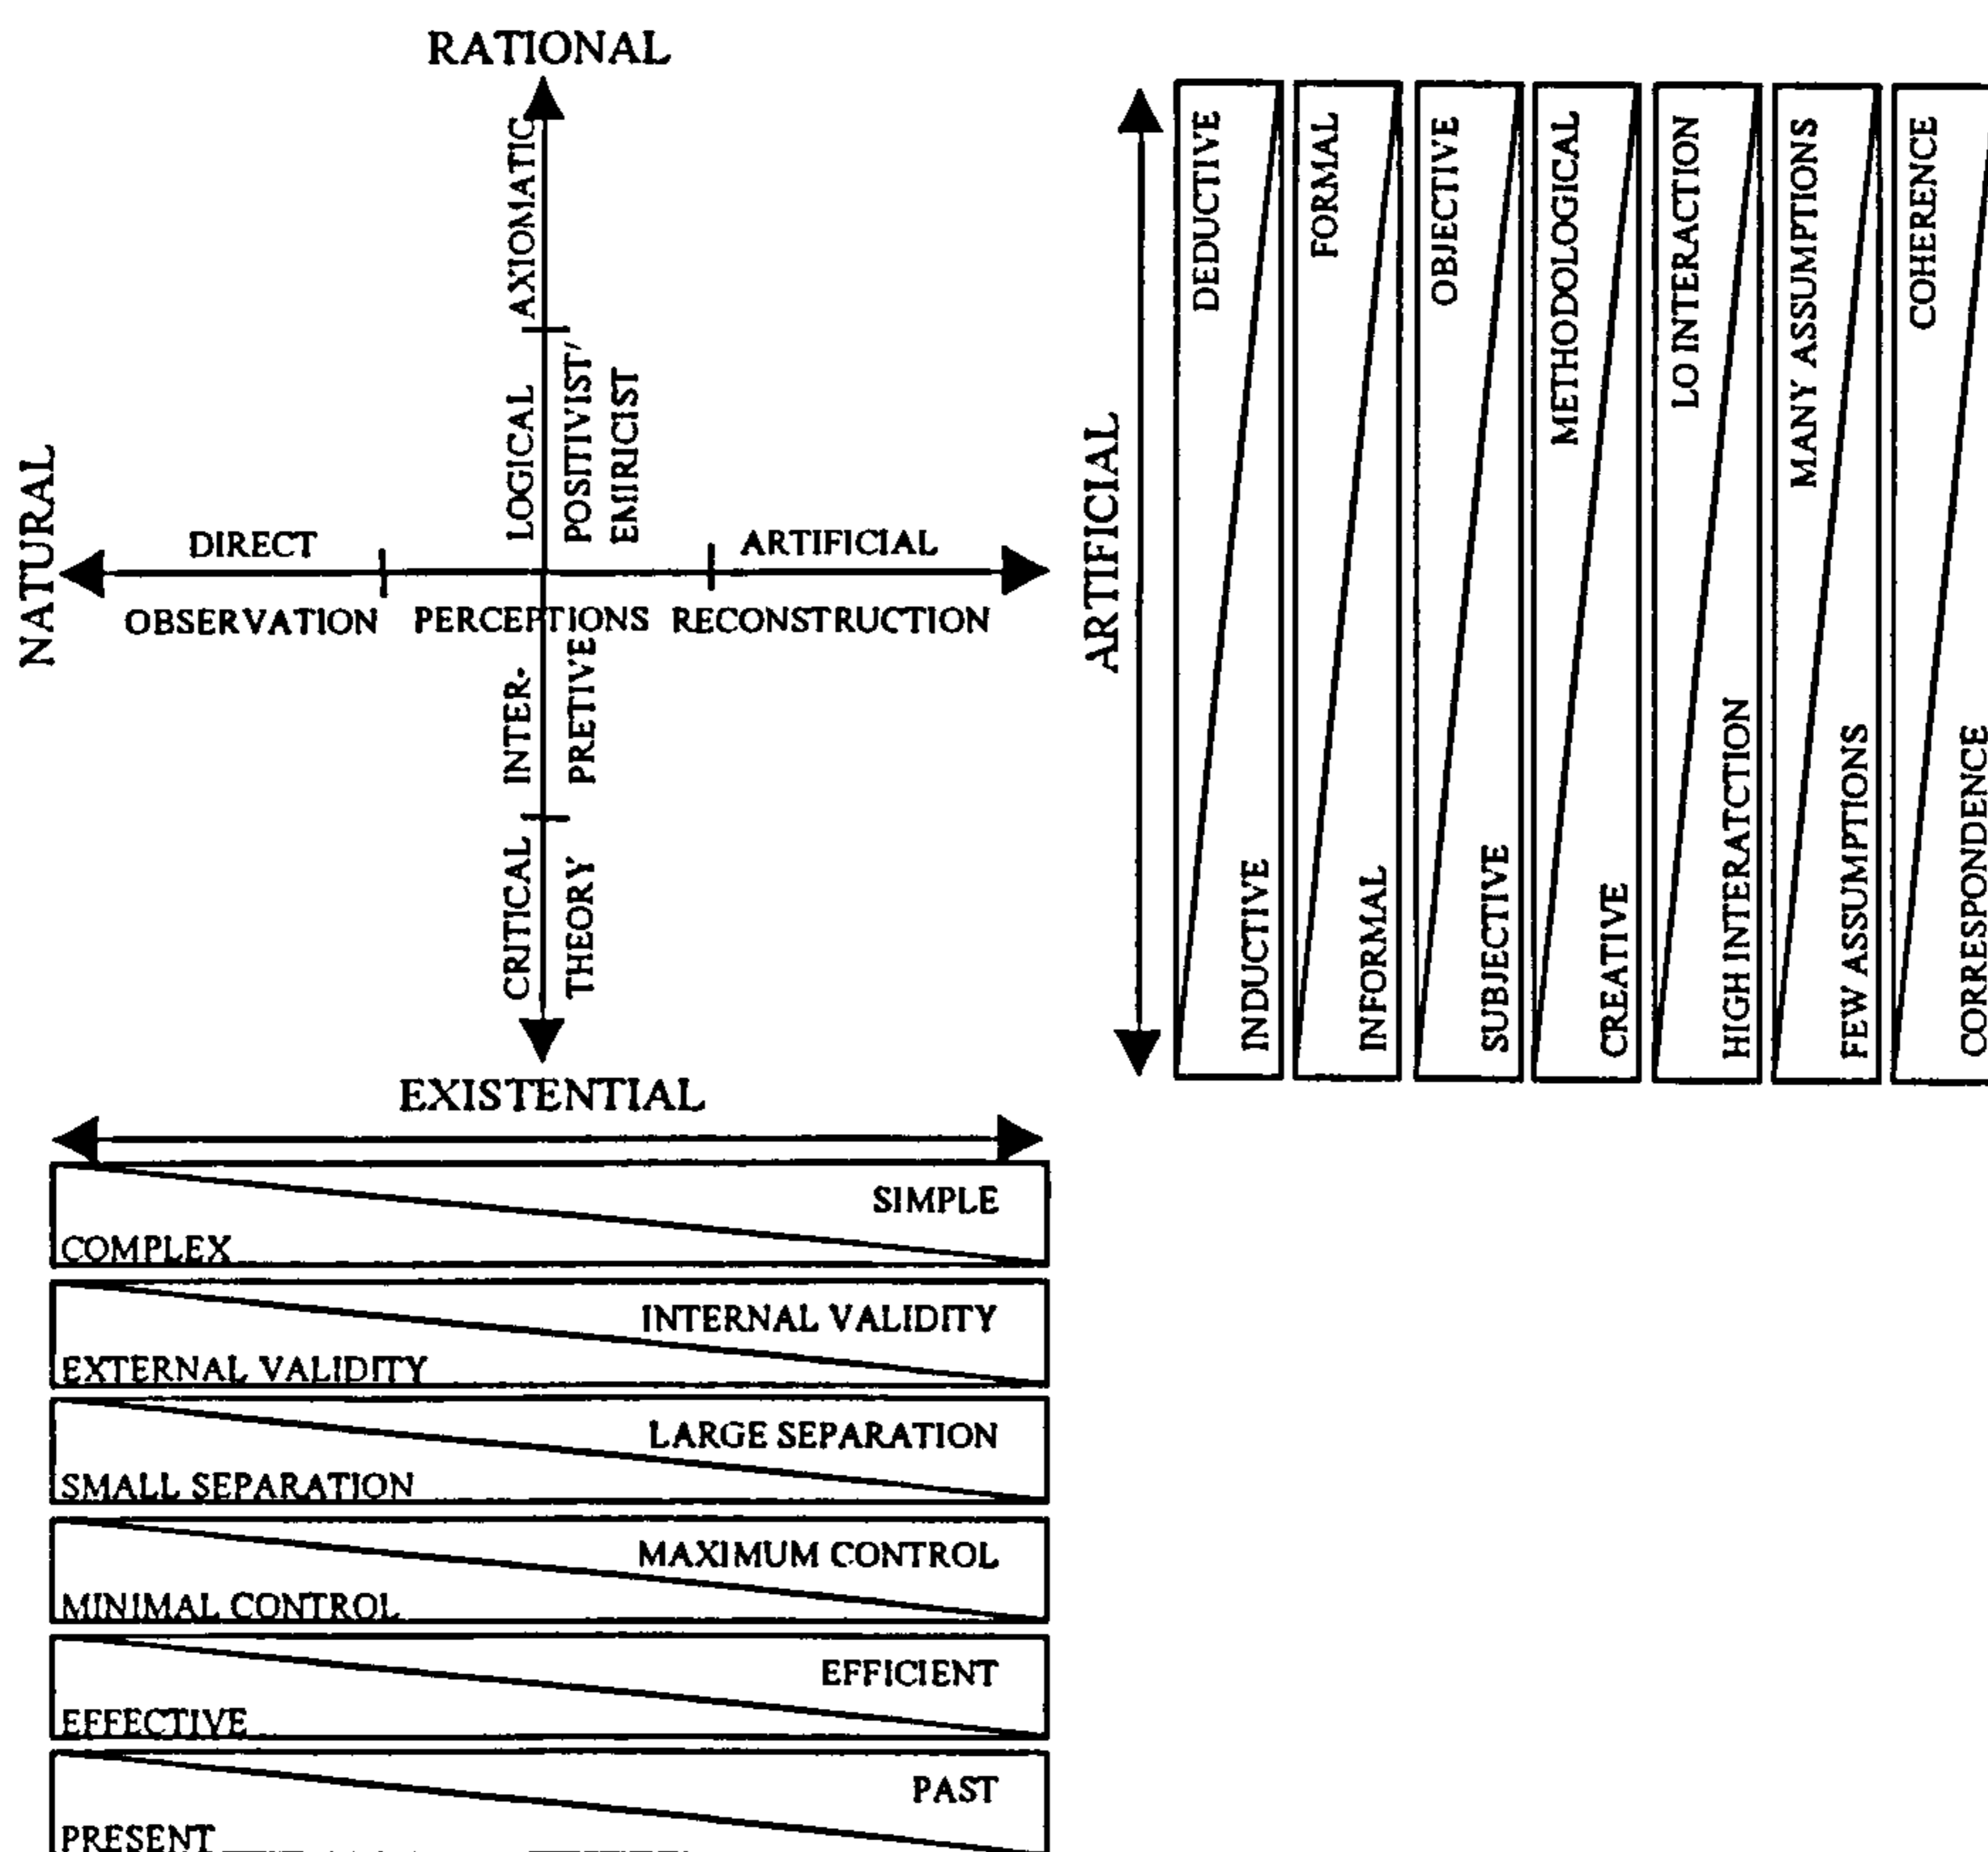 RATIONAL
AXIOMATIC
LOGICAL
POSITIVIST/
EMIRICIST
NATURAL
DIRECT
OBSERVATION
PERCEPTIONS
ARTIFICIAL
RECONSTRUCTION
ARTIFICIAL
INTER-
PRETIVE
CRITICAL
THEORY
EXISTENTIAL
DEDUCTIVE
INDUCTIVE
FORMAL
INFORMAL
OBJECTIVE
SUBJECTIVE
METHODOLOGICAL
CREATIVE
LO INTERACTION
HIGH INTERATCTION
MANY ASSUMPTIONS
FEW ASSUMPTIONS
COHERENCE
CORRESPONDENCE
SIMPLE
COMPLEX
INTERNAL VALIDITY
EXTERNAL VALIDITY
LARGE SEPARATION
SMALL SEPARATION
MAXIMUM CONTROL
MINIMAL CONTROL
EFFICIENT
EFFECTIVE
PAST
PRESENT